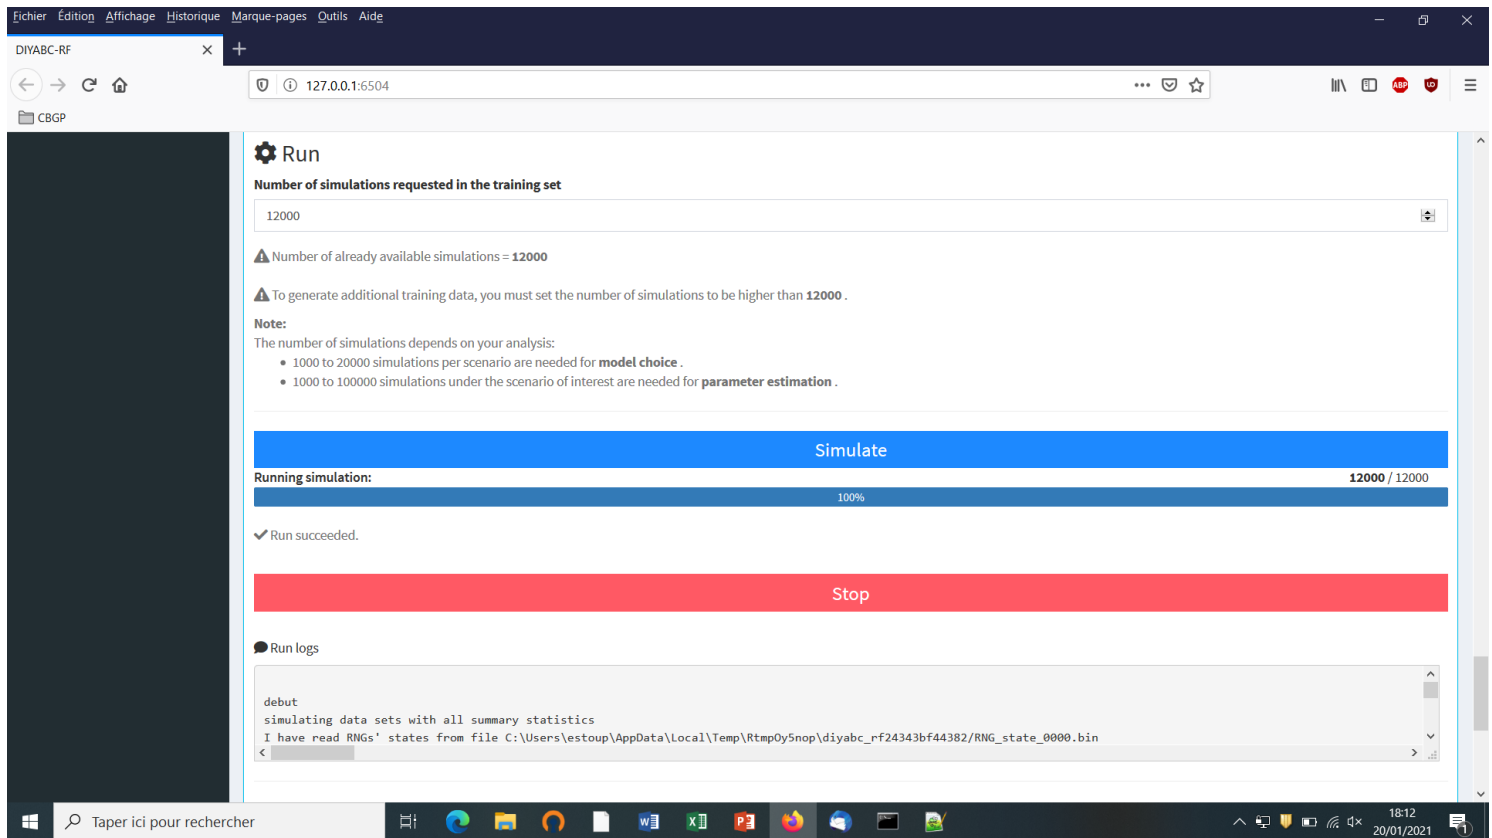 Fichier Édition Affichage Historique Marque-pages Outils Aide
DIYABC-RF
127.0.0.1:6504
ABP
CBGP
Run
Number of simulations requested in the training set
12000
Number of already available simulations = 12000
To generate additional training data, you must set the number of simulations to be higher than 12000 .
Note:
The number of simulations depends on your analysis:
1000 to 20000 simulations per scenario are needed for model choice .
1000 to 100000 simulations under the scenario of interest are needed for parameter estimation .
Simulate
Running simulation: 12000 / 12000
100%
Run succeeded.
Stop
Run logs
debut
simulating data sets with all summary statistics
I have read RNGs' states from file C:\Users\estoup\AppData\Local\Temp\RtmpOy5nop\diyabc_rf24343bf44382/RNG_state_0000.bin
Taper ici pour rechercher
18:12
20/01/2021
1